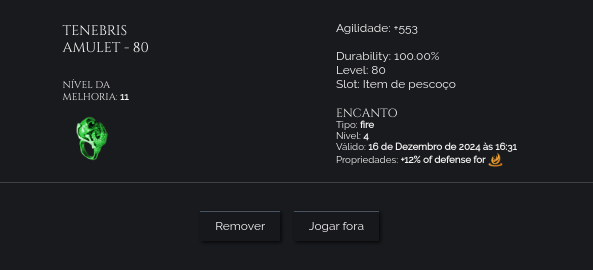 TENEBRIS
AMULET - 80
NÍVEL DA
MELHORIA: 11
Agilidade: +553
Durability: 100.00%
Level: 80
Slot: Item de pescoço
ENCANTO
Tipo: fire
Nível: 4
Válido: 16 de Dezembro de 2024 às 16:31
Propriedades: +12% of defense for
Remover
Jogar fora